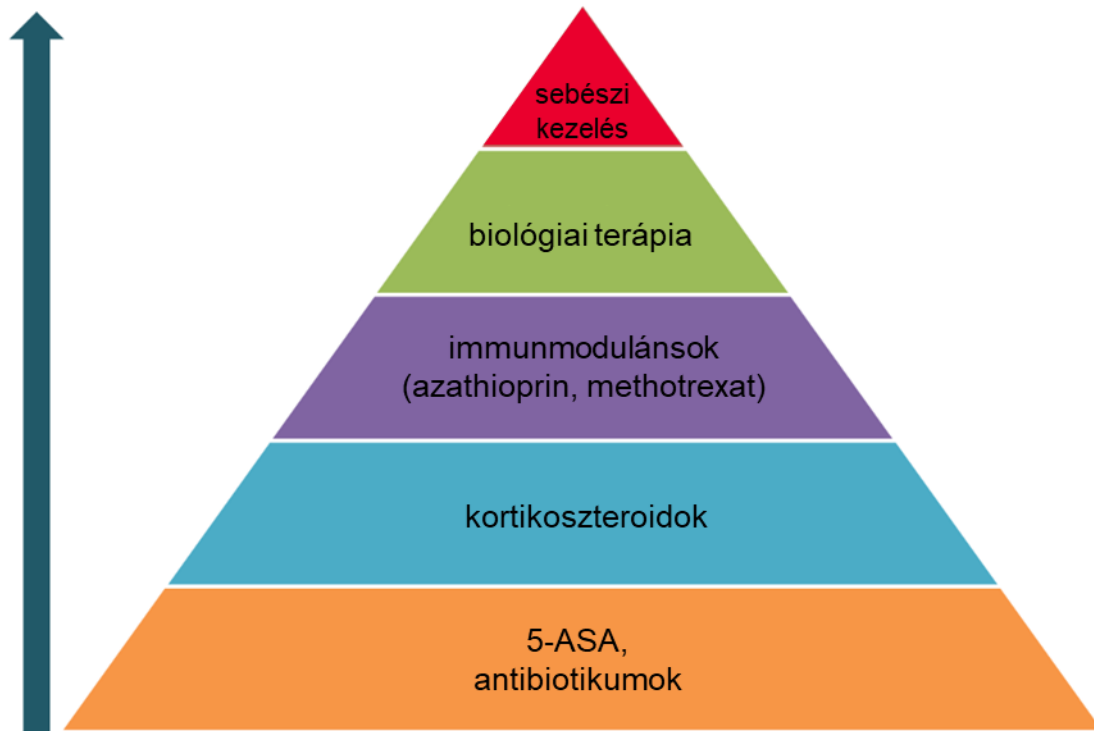 sebészi
kezelés
biológiai terápia
immunmodulánsok
(azathioprin, methotrexat)
kortikoszteroidok
5-ASA,
antibiotikumok